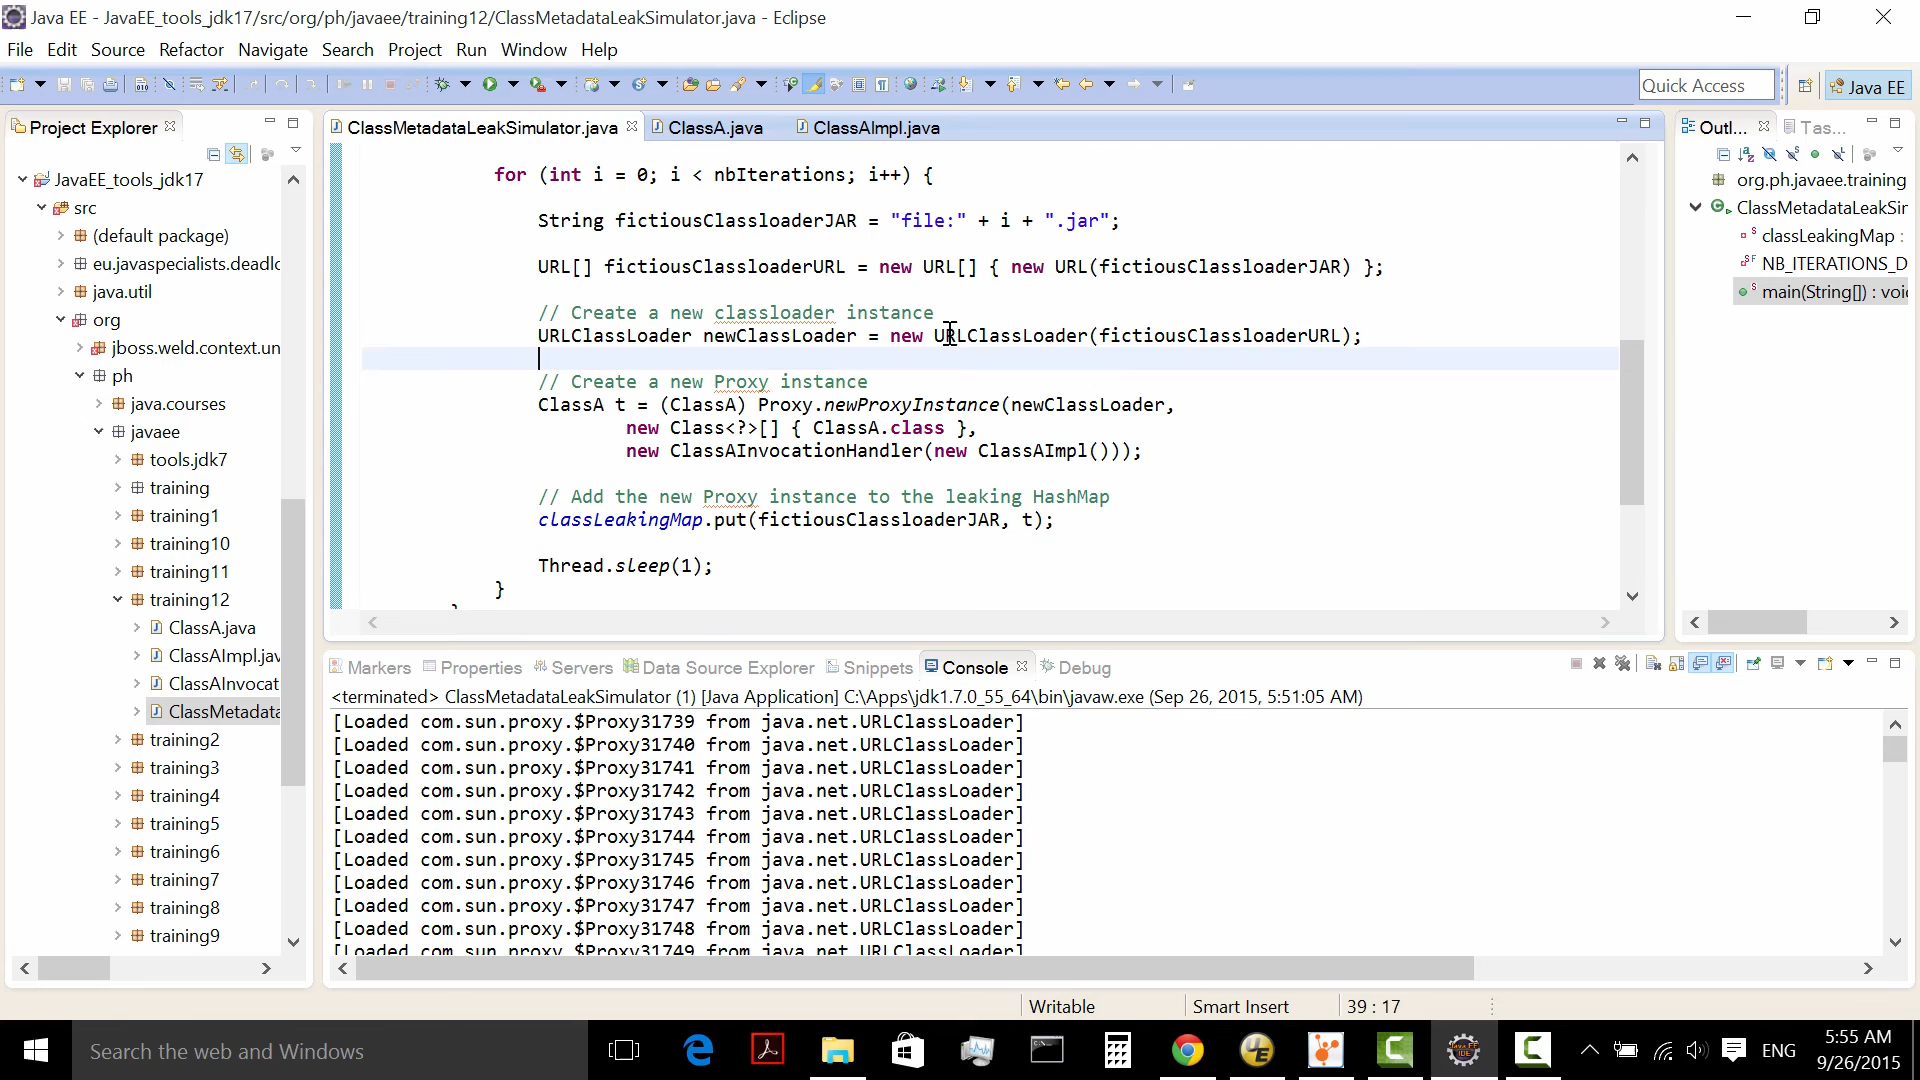 Java EE - JavaEE_tools_jdk17/src/org/ph/javaee/training12/ClassMetadataLeakSimulator.java - Eclipse
File Edit Source Refactor Navigate Search Project Run Window Help
Quick Access
Java EE
Project Explorer
JavaEE_tools_jdk17
src
(default package)
eu.javaspecialists.deadlo
java.util
org
jboss.weld.context.un
ph
java.courses
javaee
tools.jdk7
training
training1
training10
training11
training12
ClassA.java
ClassAImpl.jav
ClassAInvocat
ClassMetadata
training2
training3
training4
training5
training6
training7
training8
training9
ClassMetadataLeakSimulator.java ClassA.java ClassAImpl.java
for (int i = 0; i < nbIterations; i++) {
String fictiousClassloaderJAR = "file:" + i + ".jar";
URL[] fictiousClassloaderURL = new URL[] { new URL(fictiousClassloaderJAR) };
// Create a new classloader instance
URLClassLoader newClassLoader = new URLClassLoader(fictiousClassloaderURL);
// Create a new Proxy instance
ClassA t = (ClassA) Proxy.newProxyInstance(newClassLoader,
new Class<?>[] { ClassA.class },
new ClassAInvocationHandler(new ClassAImpl()));
// Add the new Proxy instance to the leaking HashMap
classLeakingMap.put(fictiousClassloaderJAR, t);
Thread.sleep(1);
}
Outl... Tas...
org.ph.javaee.training
ClassMetadataLeakSir
classLeakingMap :
NB_ITERATIONS_D
main(String[]) : voi
Markers Properties Servers Data Source Explorer Snippets Console Debug
<terminated> ClassMetadataLeakSimulator (1) [Java Application] C:\Apps\jdk1.7.0_55_64\bin\javaw.exe (Sep 26, 2015, 5:51:05 AM)
[Loaded com.sun.proxy.$Proxy31739 from java.net.URLClassLoader]
[Loaded com.sun.proxy.$Proxy31740 from java.net.URLClassLoader]
[Loaded com.sun.proxy.$Proxy31741 from java.net.URLClassLoader]
[Loaded com.sun.proxy.$Proxy31742 from java.net.URLClassLoader]
[Loaded com.sun.proxy.$Proxy31743 from java.net.URLClassLoader]
[Loaded com.sun.proxy.$Proxy31744 from java.net.URLClassLoader]
[Loaded com.sun.proxy.$Proxy31745 from java.net.URLClassLoader]
[Loaded com.sun.proxy.$Proxy31746 from java.net.URLClassLoader]
[Loaded com.sun.proxy.$Proxy31747 from java.net.URLClassLoader]
[Loaded com.sun.proxy.$Proxy31748 from java.net.URLClassLoader]
[Loaded com.sun.proxy.$Proxy31749 from java.net.URLClassLoader]
Writable Smart Insert 39 : 17
Search the web and Windows
ENG
5:55 AM
9/26/2015